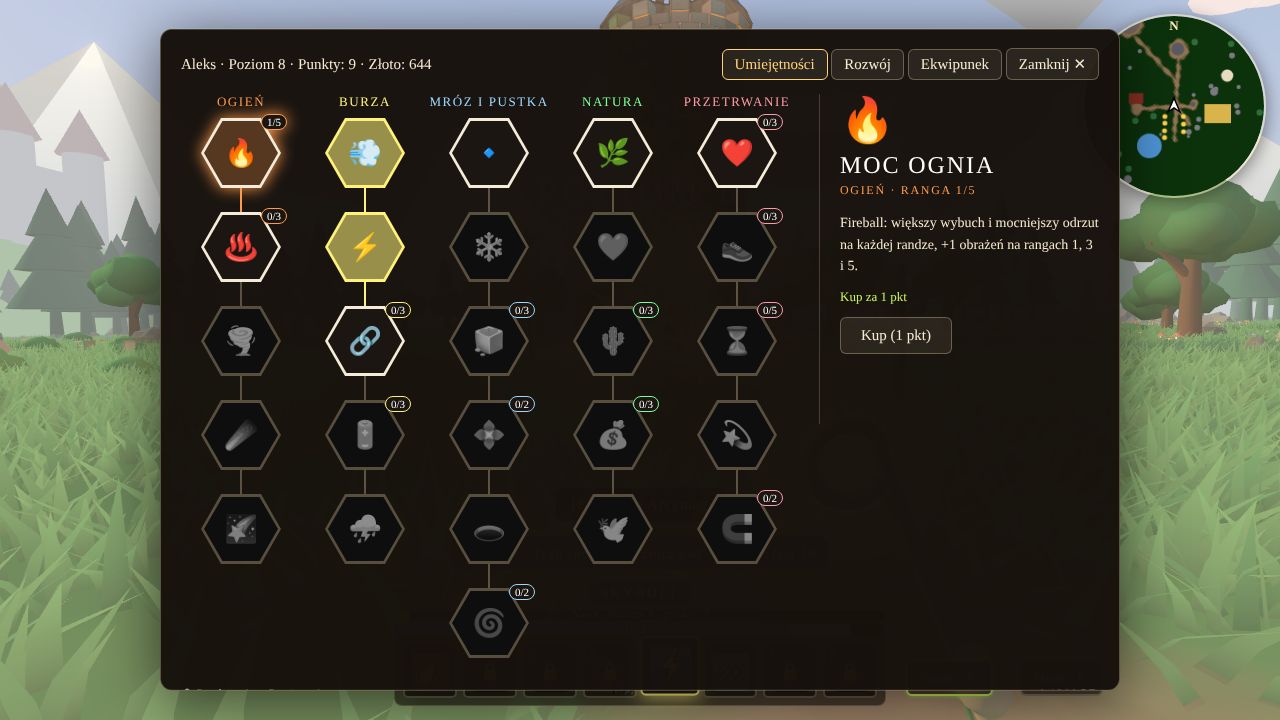 Aleks · Poziom 8 · Punkty: 9 · Złoto: 644
Umiejętności
Rozwój
Ekwipunek
Zamknij ✕
N
OGIEŃ
BURZA
MRÓZ I PUSTKA
NATURA
PRZETRWANIE
1/5
0/3
0/3
0/3
0/3
0/3
0/3
0/5
0/3
0/2
0/3
0/2
0/2
MOC OGNIA
OGIEŃ · RANGA 1/5
Fireball: większy wybuch i mocniejszy odrzut
na każdej randze, +1 obrażeń na rangach 1, 3
i 5.
Kup za 1 pkt
Kup (1 pkt)